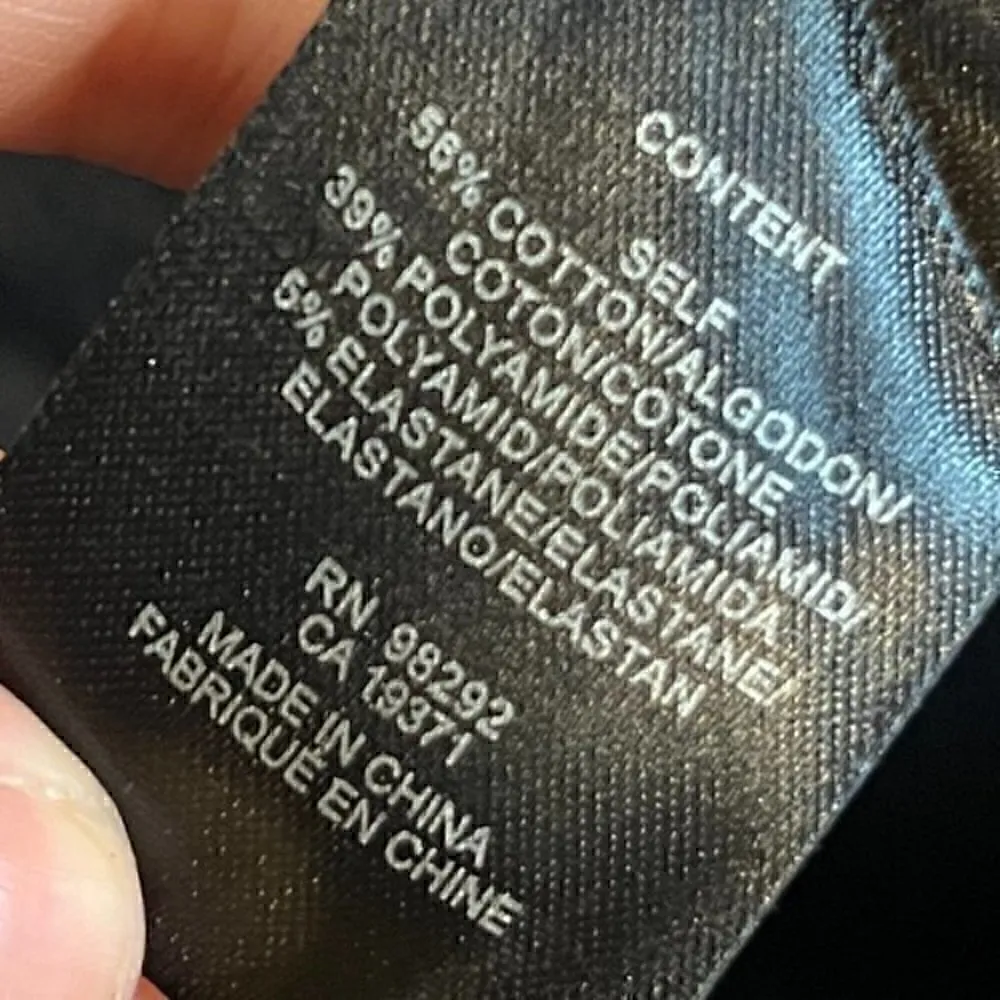 CONTENT
SELF
56% COTTON/ALGODON/
COTON/COTONE
39% POLYAMIDE/POLIAMID/
POLYAMID/POLIAMIDA
5% ELASTANE/ELASTANE/
ELASTANO/ELASTAN
RN 98292
CA 19371
MADE IN CHINA
FABRIQUÉ EN CHINE